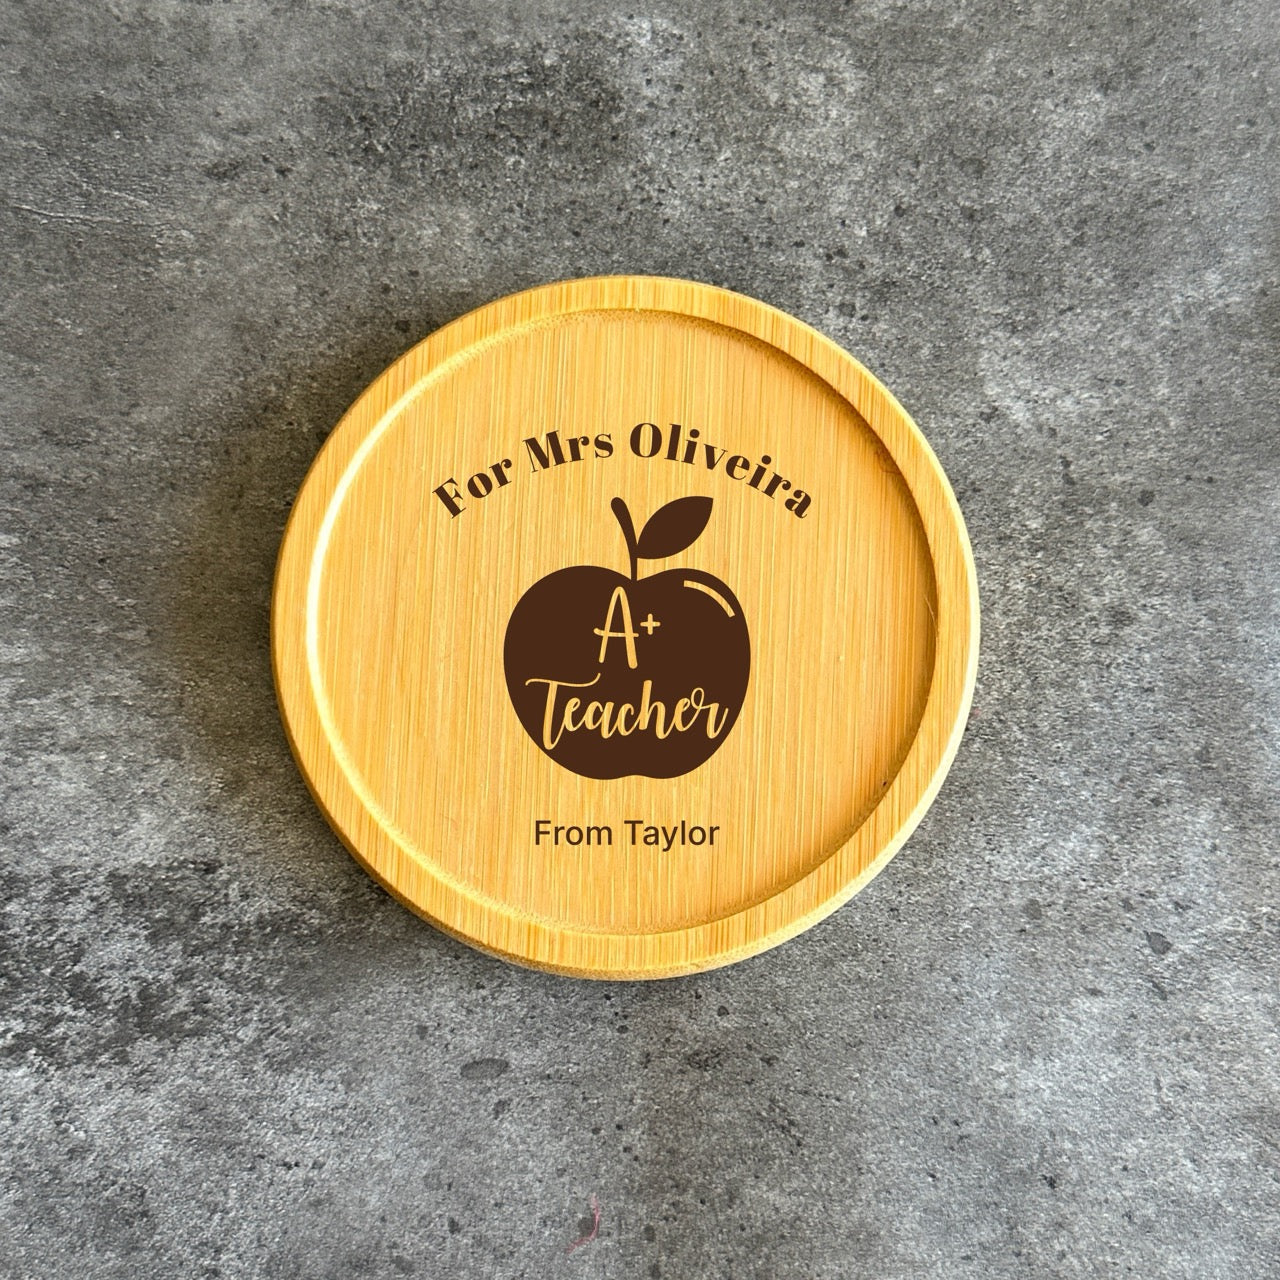 For Mrs Oliveira
A+
Teacher
From Taylor